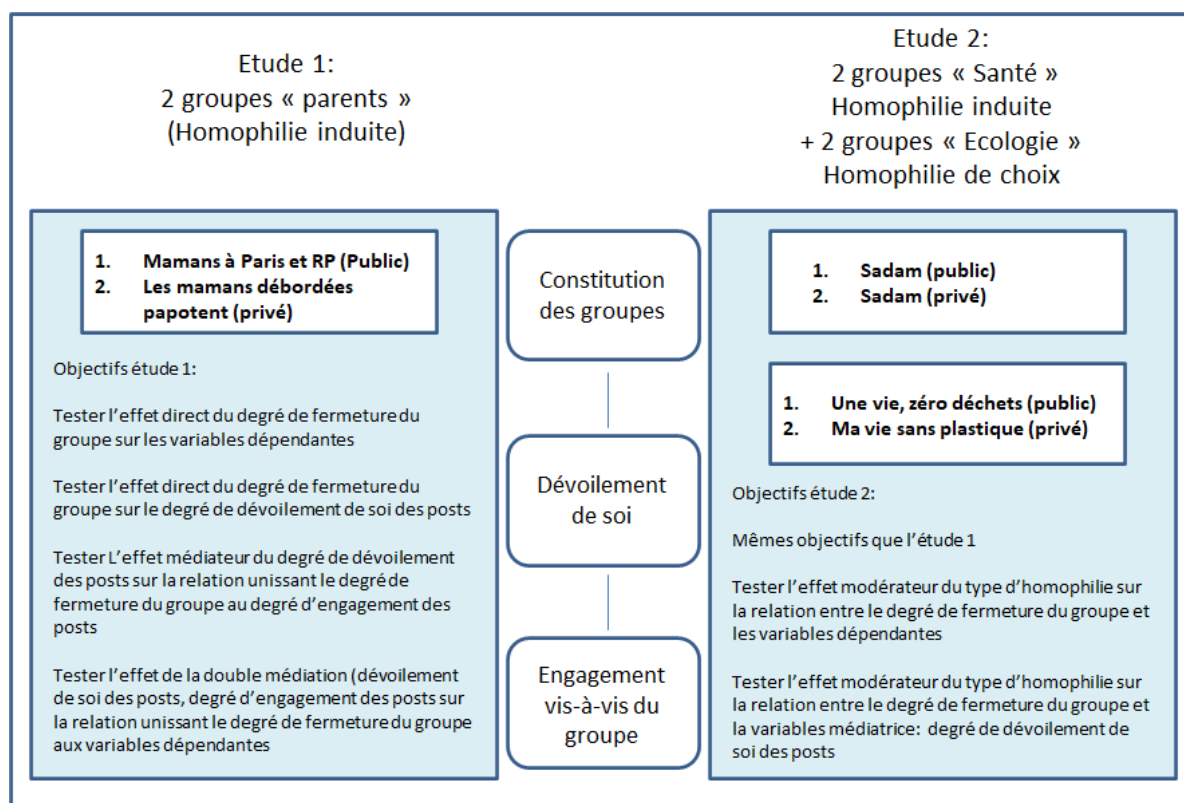 Etude 1:
2 groupes « parents »
(Homophilie induite)
1. Mamans à Paris et RP (Public)
2. Les mamans débordées
papotent (privé)
Objectifs étude 1:
Tester l’effet direct du degré de fermeture du
groupe sur les variables dépendantes
Tester l’effet direct du degré de fermeture du
groupe sur le degré de dévoilement de soi des posts
Tester L’effet médiateur du degré de dévoilement
des posts sur la relation unissant le degré de
fermeture du groupe au degré d’engagement des
posts
Tester l’effet de la double médiation (dévoilement
de soi des posts, degré d’engagement des posts sur
la relation unissant le degré de fermeture du groupe
aux variables dépendantes
Constitution
des groupes
Dévoilement
de soi
Engagement
vis-à-vis du
groupe
Etude 2:
2 groupes « Santé »
Homophilie induite
+ 2 groupes « Ecologie »
Homophilie de choix
1. Sadam (public)
2. Sadam (privé)
1. Une vie, zéro déchets (public)
2. Ma vie sans plastique (privé)
Objectifs étude 2:
Mêmes objectifs que l’étude 1
Tester l’effet modérateur du type d’homophilie sur
la relation entre le degré de fermeture du groupe et
les variables dépendantes
Tester l’effet modérateur du type d’homophilie sur
la relation entre le degré de fermeture du groupe et
la variables médiatrice: degré de dévoilement de
soi des posts